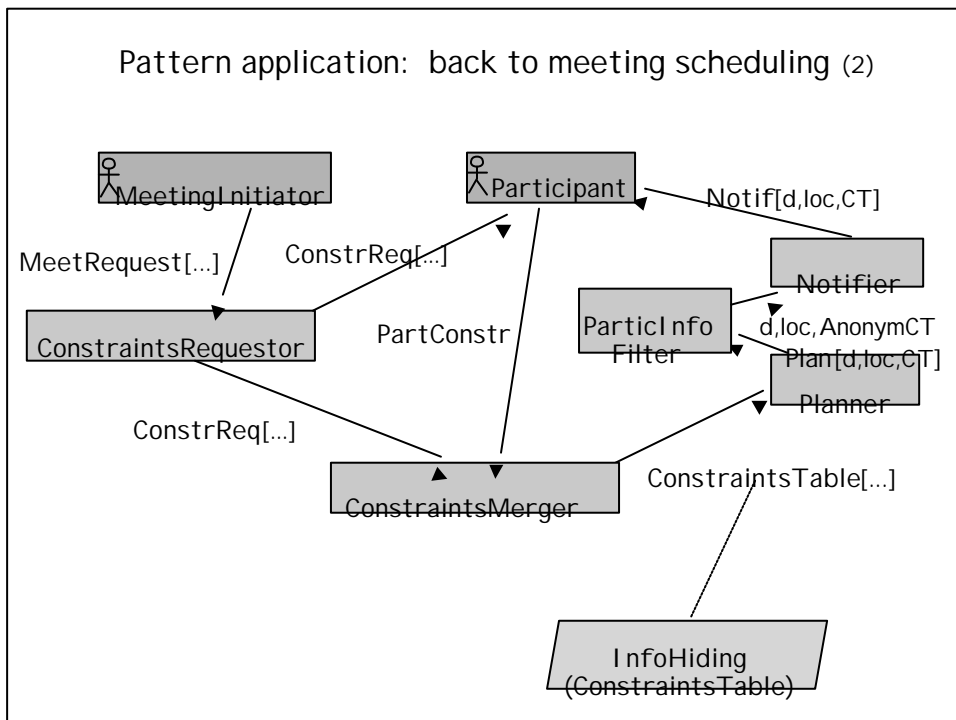 Pattern application: back to meeting scheduling (2)
MeetingInitiator
Participant
Notif[d,loc,CT]
MeetRequest[...]
ConstrReq[...]
Notifier
ConstraintsRequestor
PartConstr
ParticInfo
Filter
d,loc,AnonymCT
Plan[d,loc,CT]
Planner
ConstrReq[...]
ConstraintsMerger
ConstraintsTable[...]
InfoHiding
(ConstraintsTable)